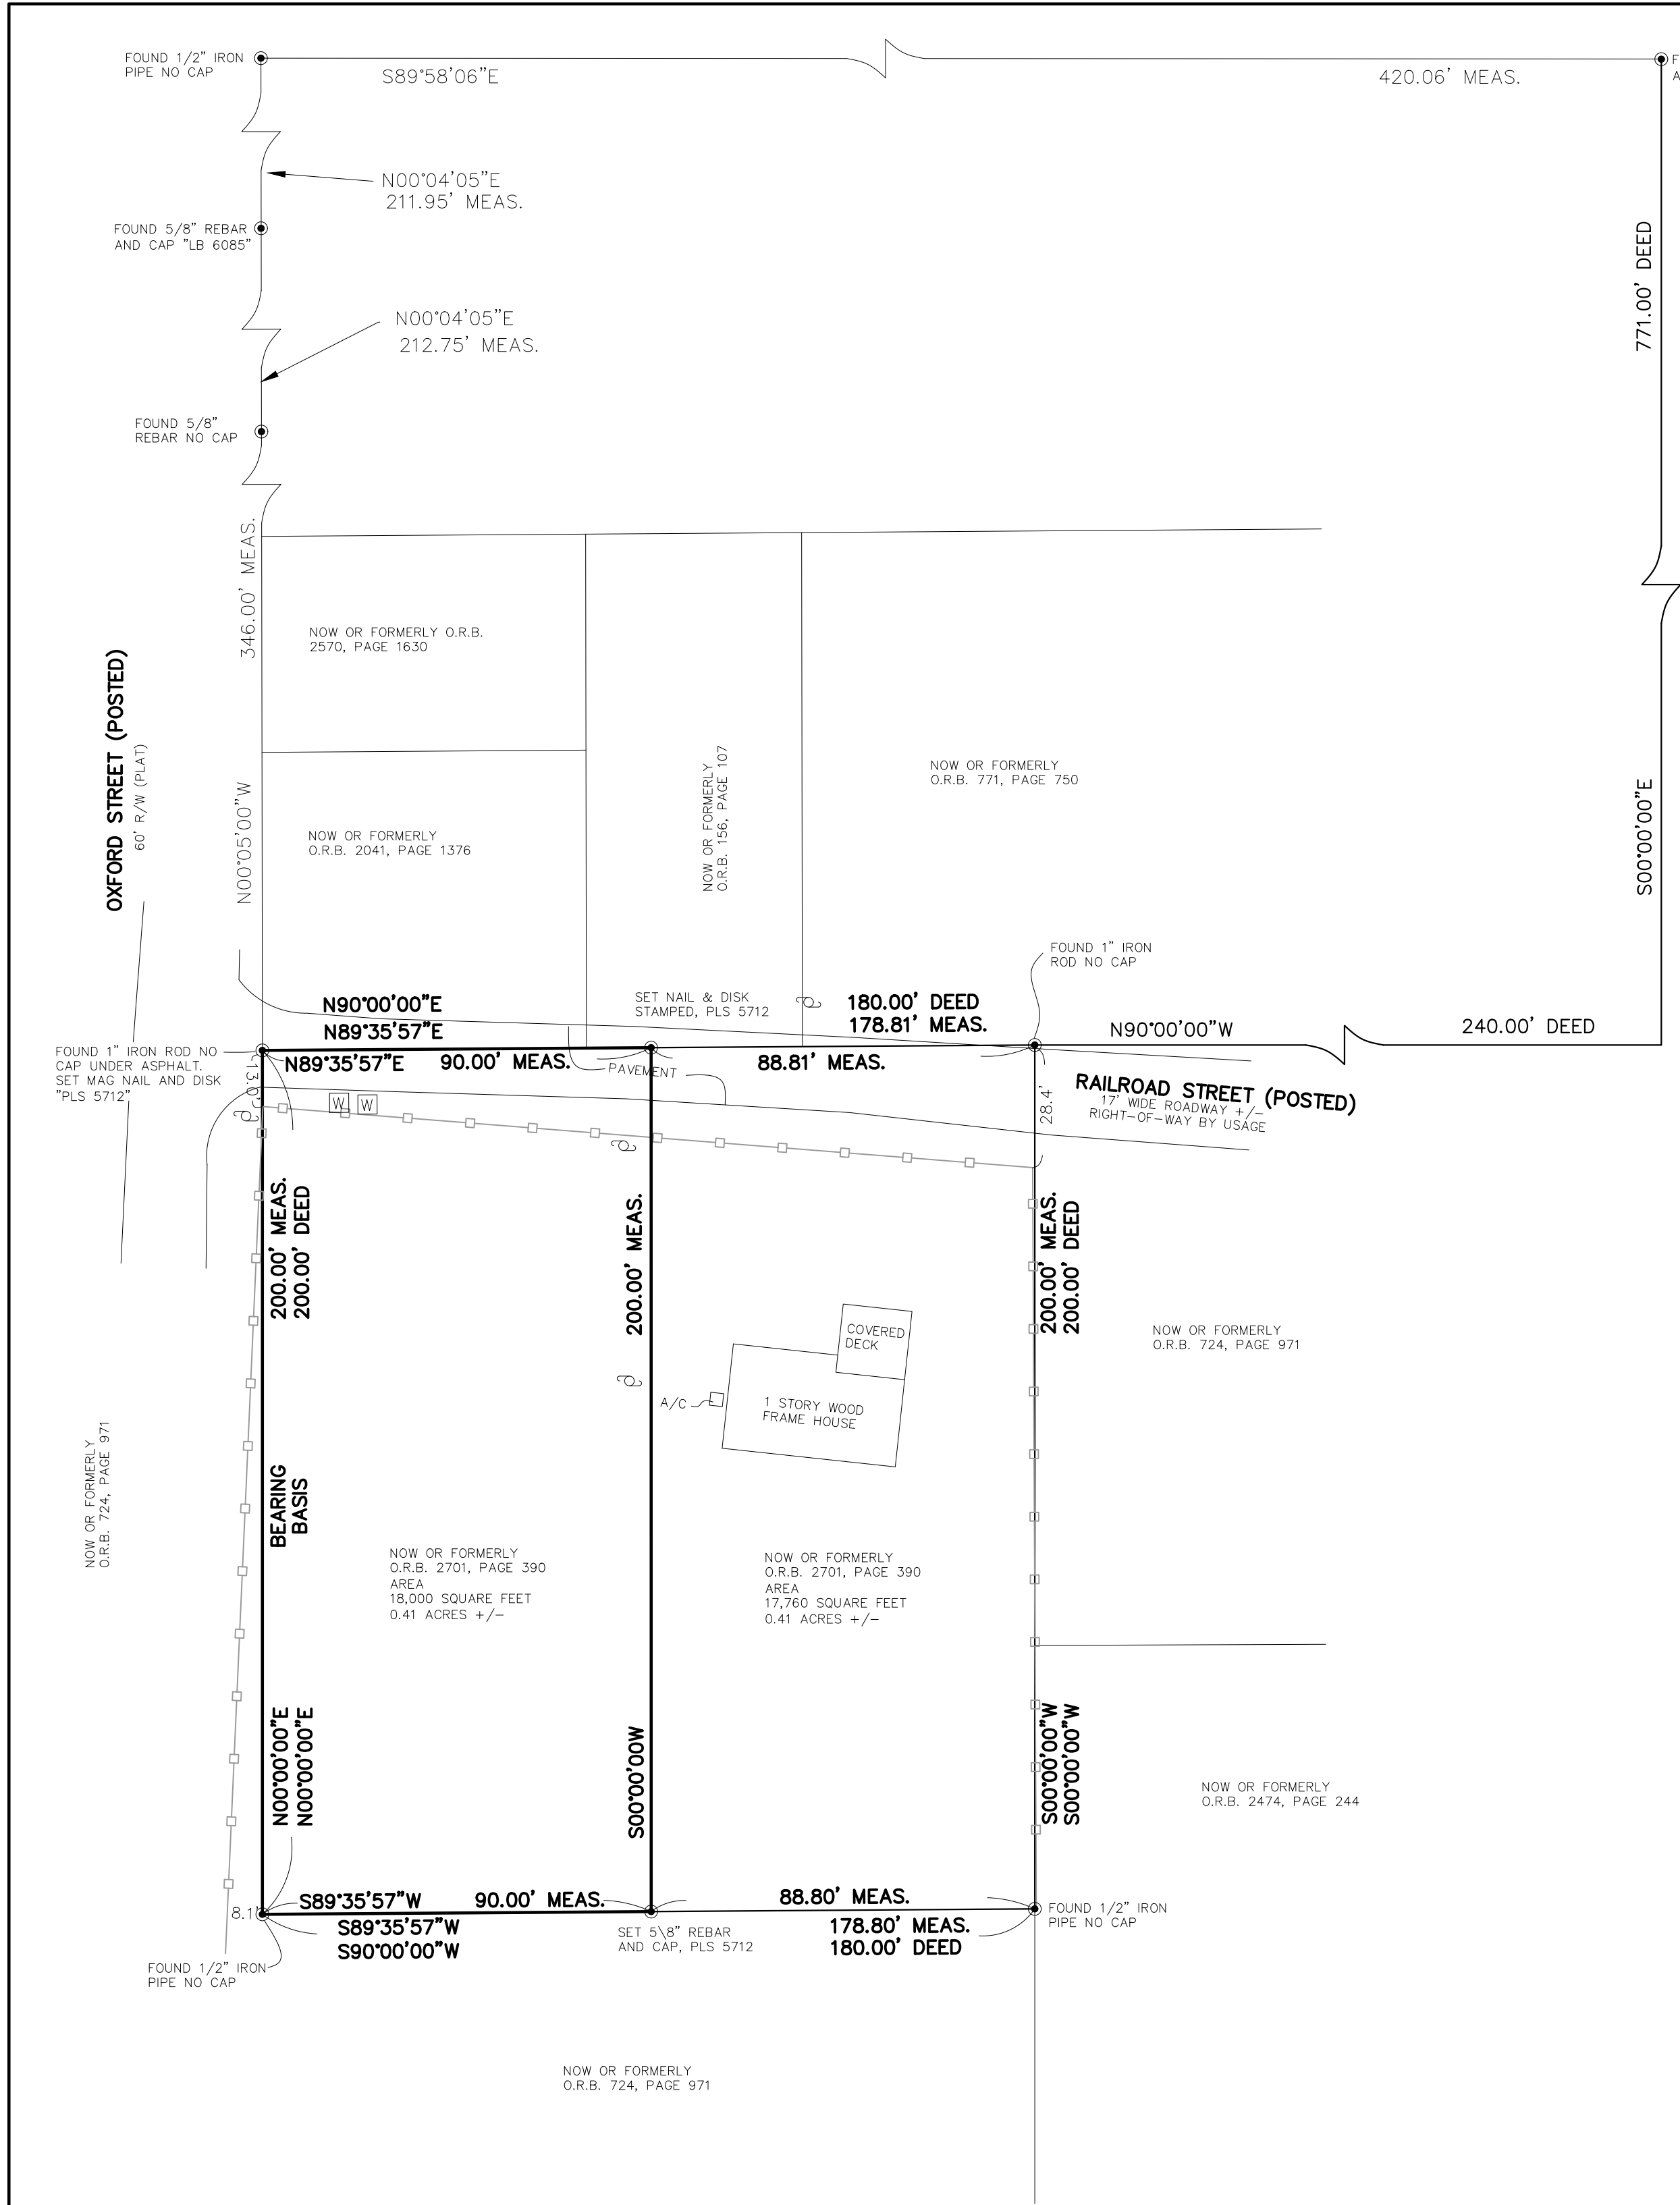 FOUND 1/2" IRON
PIPE NO CAP
S89°58'06"E
420.06' MEAS.
F
A
N00°04'05"E
211.95' MEAS.
FOUND 5/8" REBAR
AND CAP "LB 6085"
N00°04'05"E
212.75' MEAS.
771.00' DEED
FOUND 5/8"
REBAR NO CAP
346.00' MEAS.
NOW OR FORMERLY O.R.B.
2570, PAGE 1630
OXFORD STREET (POSTED)
60' R/W (PLAT)
N00°05'00"W
NOW OR FORMERLY
O.R.B. 2041, PAGE 1376
NOW OR FORMERLY
O.R.B. 156, PAGE 107
NOW OR FORMERLY
O.R.B. 771, PAGE 750
S00°00'00"E
FOUND 1" IRON
ROD NO CAP
N90°00'00"E
SET NAIL & DISK
STAMPED, PLS 5712
180.00' DEED
N89°35'57"E
178.81' MEAS.
N90°00'00"W
240.00' DEED
FOUND 1" IRON ROD NO
CAP UNDER ASPHALT.
SET MAG NAIL AND DISK
"PLS 5712"
N89°35'57"E
90.00' MEAS.
PAVEMENT
88.81' MEAS.
13.0'
W
W
28.4'
RAILROAD STREET (POSTED)
17' WIDE ROADWAY +/-
RIGHT-OF-WAY BY USAGE
200.00' MEAS.
200.00' DEED
200.00' MEAS.
200.00' MEAS.
200.00' DEED
COVERED
DECK
A/C
1 STORY WOOD
FRAME HOUSE
NOW OR FORMERLY
O.R.B. 724, PAGE 971
NOW OR FORMERLY
O.R.B. 724, PAGE 971
BEARING
BASIS
NOW OR FORMERLY
O.R.B. 2701, PAGE 390
AREA
18,000 SQUARE FEET
0.41 ACRES +/-
NOW OR FORMERLY
O.R.B. 2701, PAGE 390
AREA
17,760 SQUARE FEET
0.41 ACRES +/-
N00°00'00"E
N00°00'00"E
S00°00'00W
S00°00'00"W
S00°00'00"W
NOW OR FORMERLY
O.R.B. 2474, PAGE 244
8.1'
S89°35'57"W
90.00' MEAS.
88.80' MEAS.
FOUND 1/2" IRON
PIPE NO CAP
S89°35'57"W
S90°00'00"W
SET 5\8" REBAR
AND CAP, PLS 5712
178.80' MEAS.
180.00' DEED
FOUND 1/2" IRON
PIPE NO CAP
NOW OR FORMERLY
O.R.B. 724, PAGE 971